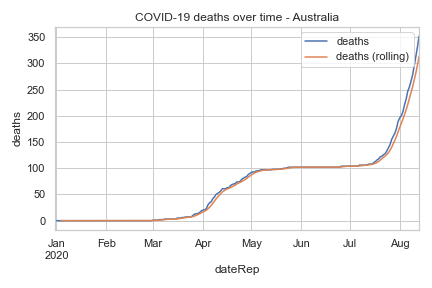 COVID-19 deaths over time - Australia
deaths
deaths (rolling)
350
300
250
200
150
100
50
0
deaths
Jan Feb Mar Apr May Jun Jul Aug
2020
dateRep